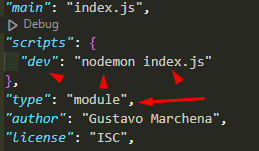 "main": "index.js",
Debug
"scripts": {
"dev": "nodemon index.js"
},
"type": "module",
"author": "Gustavo Marchena",
"license": "ISC",